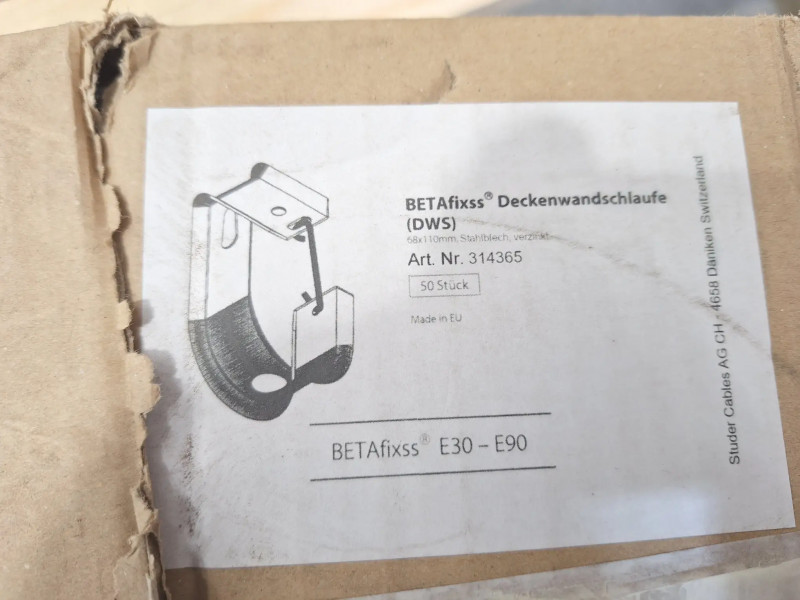 BETAfixss® Deckenwandschlaufe
(DWS)
68x110mm, Stahlblech, verzinkt
Art. Nr. 314365
50 Stück
Made in EU
BETAfixss® E30 – E90
Studer Cables AG CH - 4658 Däniken Switzerland